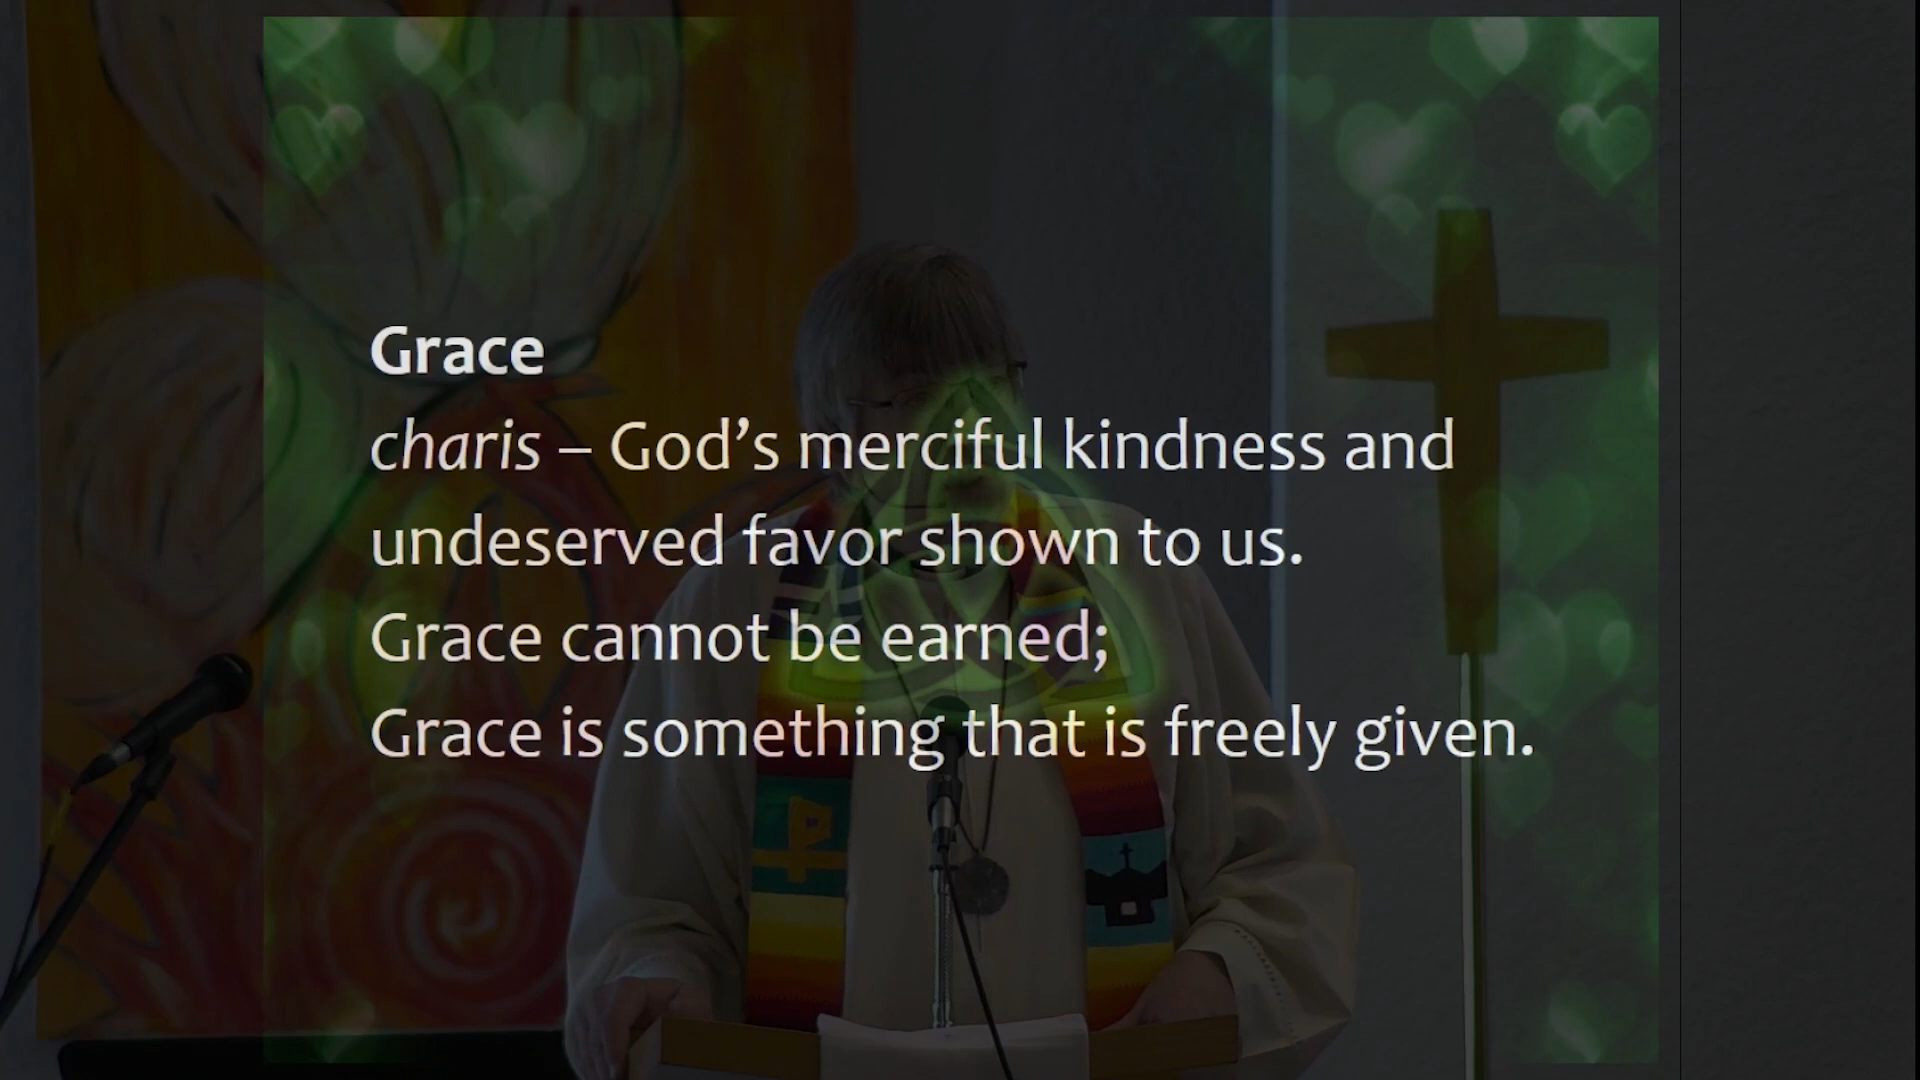 Grace
charis – God’s merciful kindness and
undeserved favor shown to us.
Grace cannot be earned;
Grace is something that is freely given.